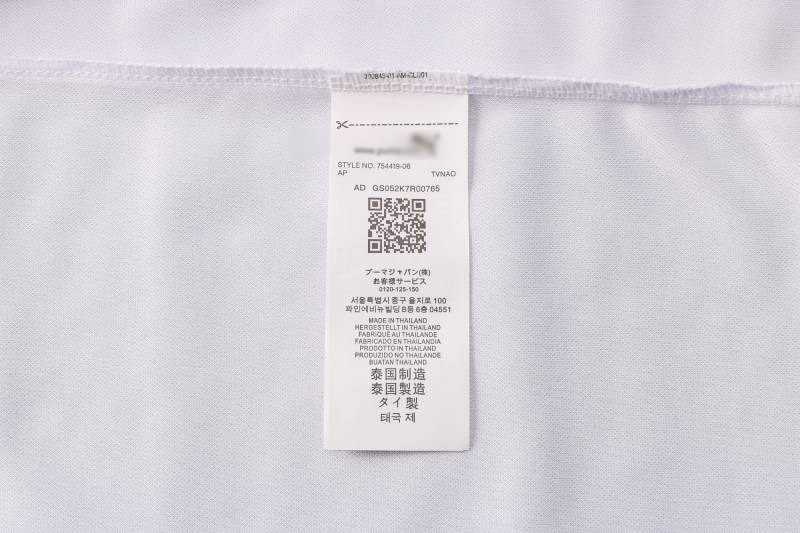 STYLE NO. 754419-06
AP TVNAO
AD GS052K7R00765
プーマジャパン(株)
お客様サービス
0120-125-150
서울특별시 중구 을지로 100
파인에비뉴빌딩 B동 6층 04551
MADE IN THAILAND
HERGESTELLT IN THAILAND
FABRIQUÉ AU THAILANDE
FABRICADO EN THAILANDIA
PRODOTTO IN THAILAND
PRODUZIDO NO THAILANDE
BUATAN THAILAND
泰国制造
泰國製造
タイ製
태국 제